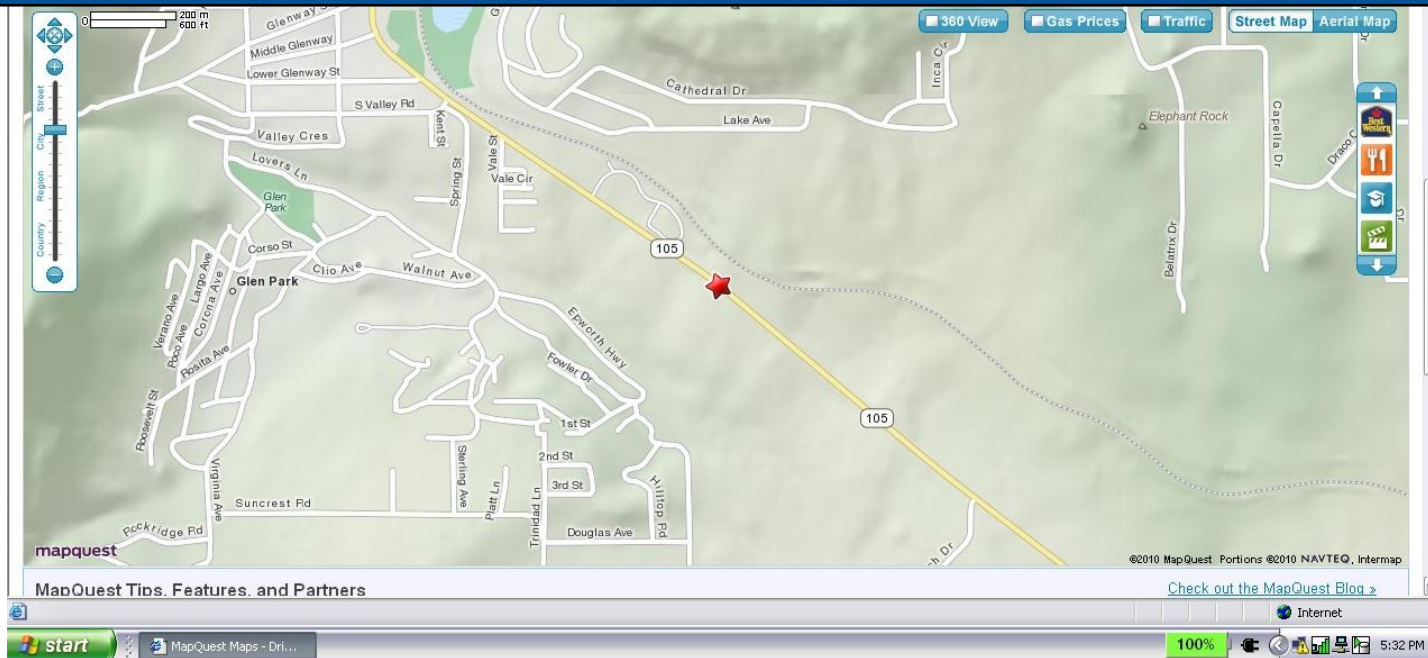 0
200 m
600 ft
360 View
Gas Prices
Traffic
Street Map
Aerial Map
Glenway
Middle Glenway
Lower Glenway St
S Valley Rd
Valley Cres
Lovers Ln
Kent St
Spring St
Vale St
Vale Cir
Cathedral Dr
Lake Ave
Inca Cir
Elephant Rock
Capella Dr
Belatrix Dr
Best Western
Street
City
Region
Country
Glen Park
Corso St
Clio Ave
Walnut Ave
Glen Park
Largo Ave
Verano Ave
Corona Ave
Poco Ave
Rosita Ave
Roosevelt St
Epworth Hwy
Fowler Dr
105
105
1st St
2nd St
3rd St
Sterling Ave
Platt Ln
Trinidad Ln
Hilltop Rd
Virginia Ave
Suncrest Rd
Rockridge Rd
Douglas Ave
mapquest
©2010 MapQuest Portions ©2010 NAVTEQ, Intermap
MapQuest Tips, Features, and Partners
Check out the MapQuest Blog »
Internet
start
MapQuest Maps - Dri...
100%
5:32 PM